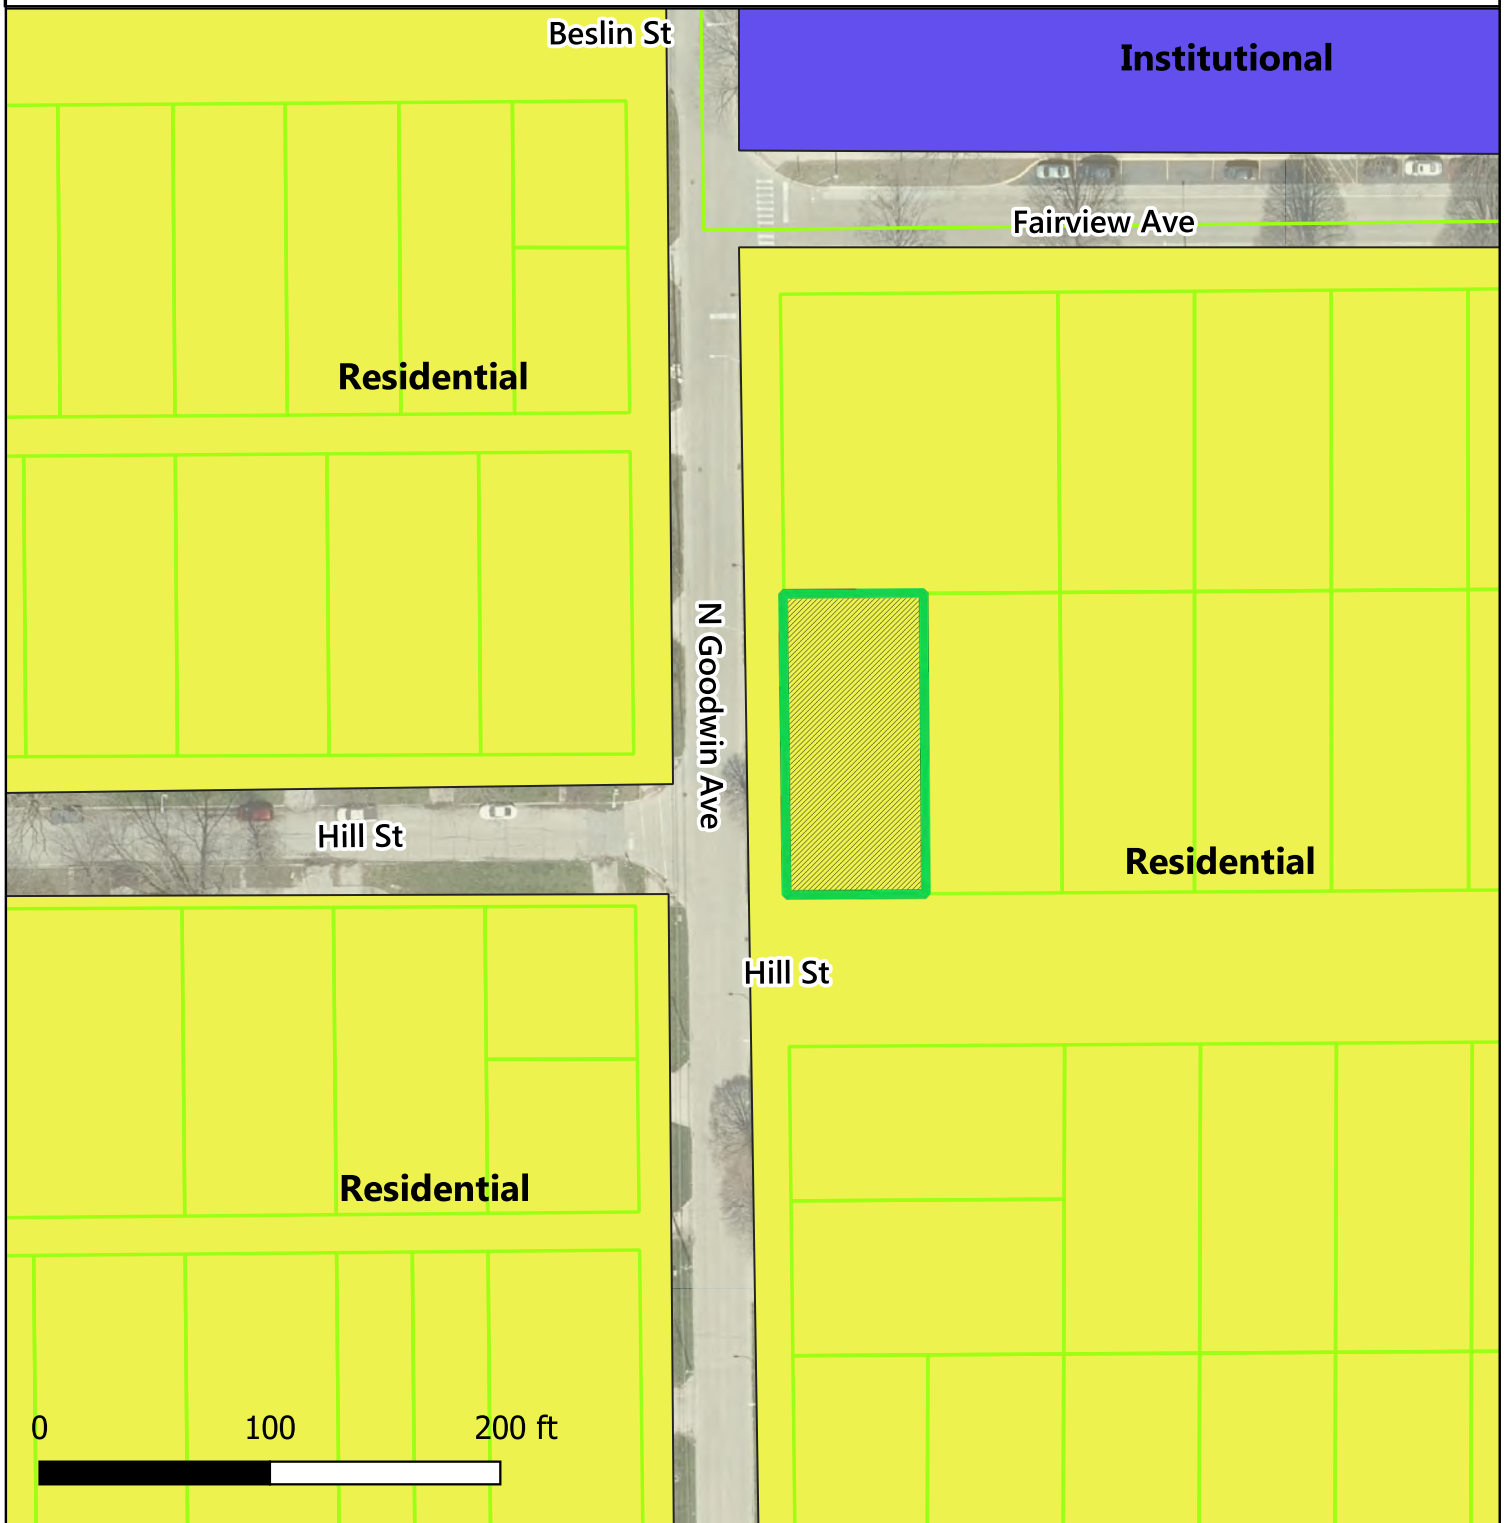 Beslin St
Institutional
Fairview Ave
Residential
N Goodwin Ave
Hill St
Residential
Hill St
Residential
0 100 200 ft